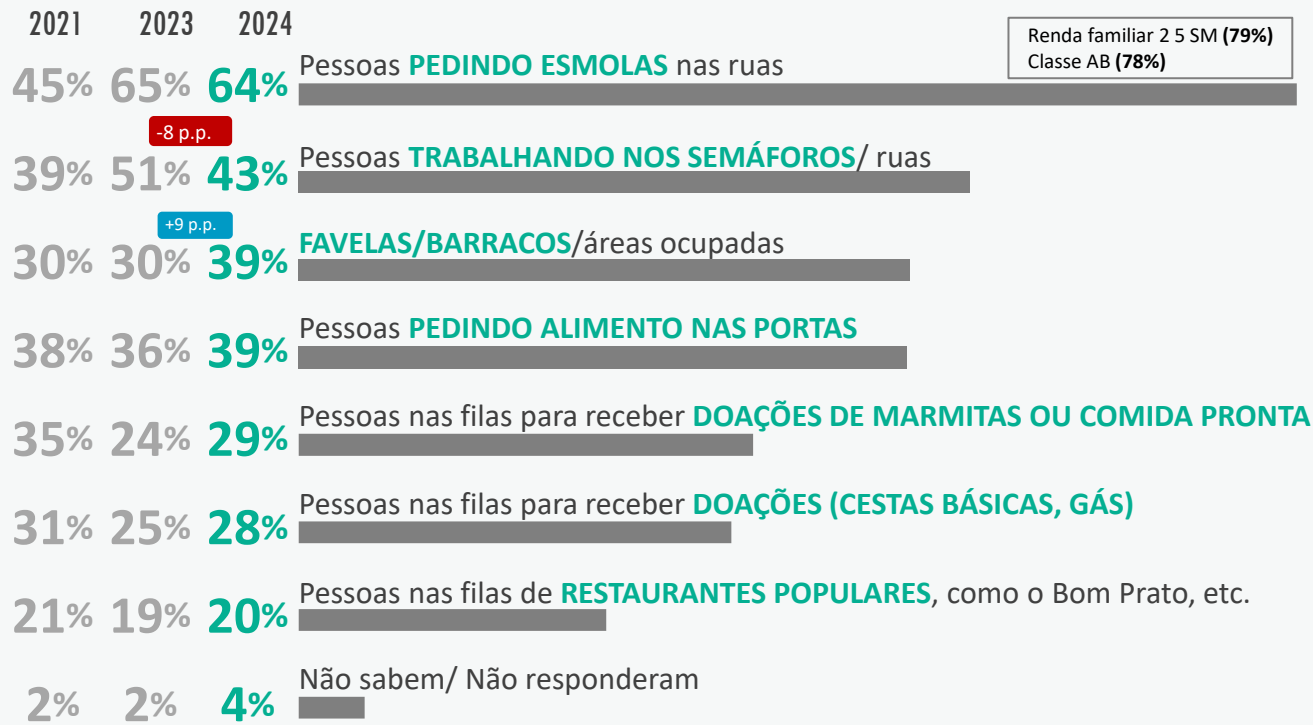 2021 2023 2024
Renda familiar 2 5 SM (79%)
Classe AB (78%)
45% 65% 64% Pessoas PEDINDO ESMOLAS nas ruas
-8 p.p.
39% 51% 43% Pessoas TRABALHANDO NOS SEMÁFOROS/ ruas
+9 p.p.
30% 30% 39% FAVELAS/BARRACOS/áreas ocupadas
38% 36% 39% Pessoas PEDINDO ALIMENTO NAS PORTAS
35% 24% 29% Pessoas nas filas para receber DOAÇÕES DE MARMITAS OU COMIDA PRONTA
31% 25% 28% Pessoas nas filas para receber DOAÇÕES (CESTAS BÁSICAS, GÁS)
21% 19% 20% Pessoas nas filas de RESTAURANTES POPULARES, como o Bom Prato, etc.
2% 2% 4% Não sabem/ Não responderam